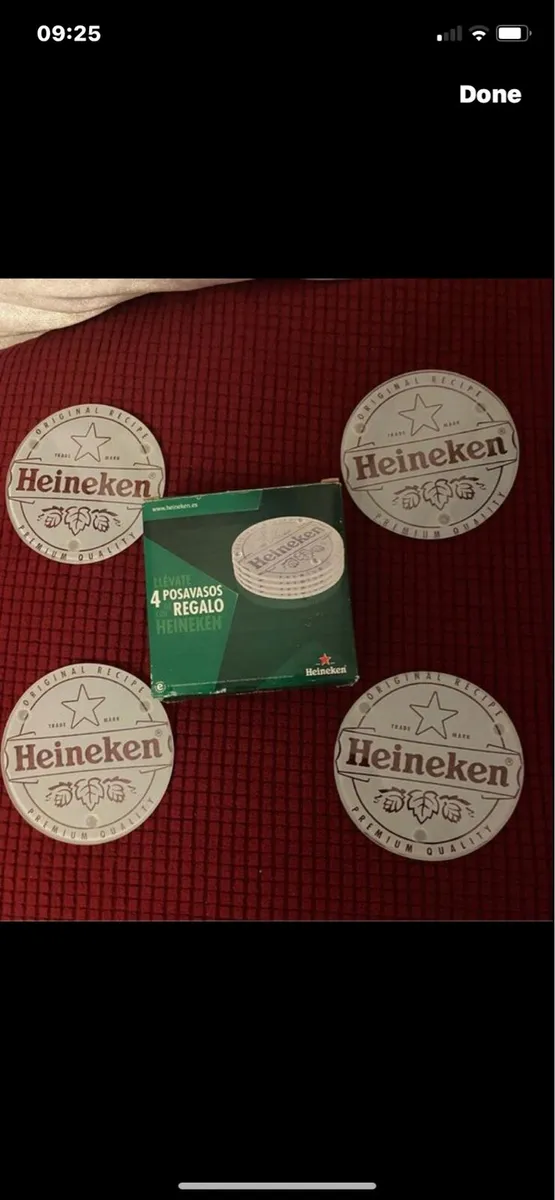 09:25
Done
ORIGINAL RECIPE
TRADE MARK
Heineken
PREMIUM QUALITY
ORIGINAL RECIPE
TRADE MARK
Heineken®
PREMIUM QUALITY
www.heineken.es
LLÉVATE
4 POSAVASOS
REGALO
HEINEKEN
Heineken
Heineken
ORIGINAL RECIPE
TRADE MARK
Heineken®
PREMIUM QUALITY
ORIGINAL RECIPE
TRADE MARK
Heineken®
PREMIUM QUALITY